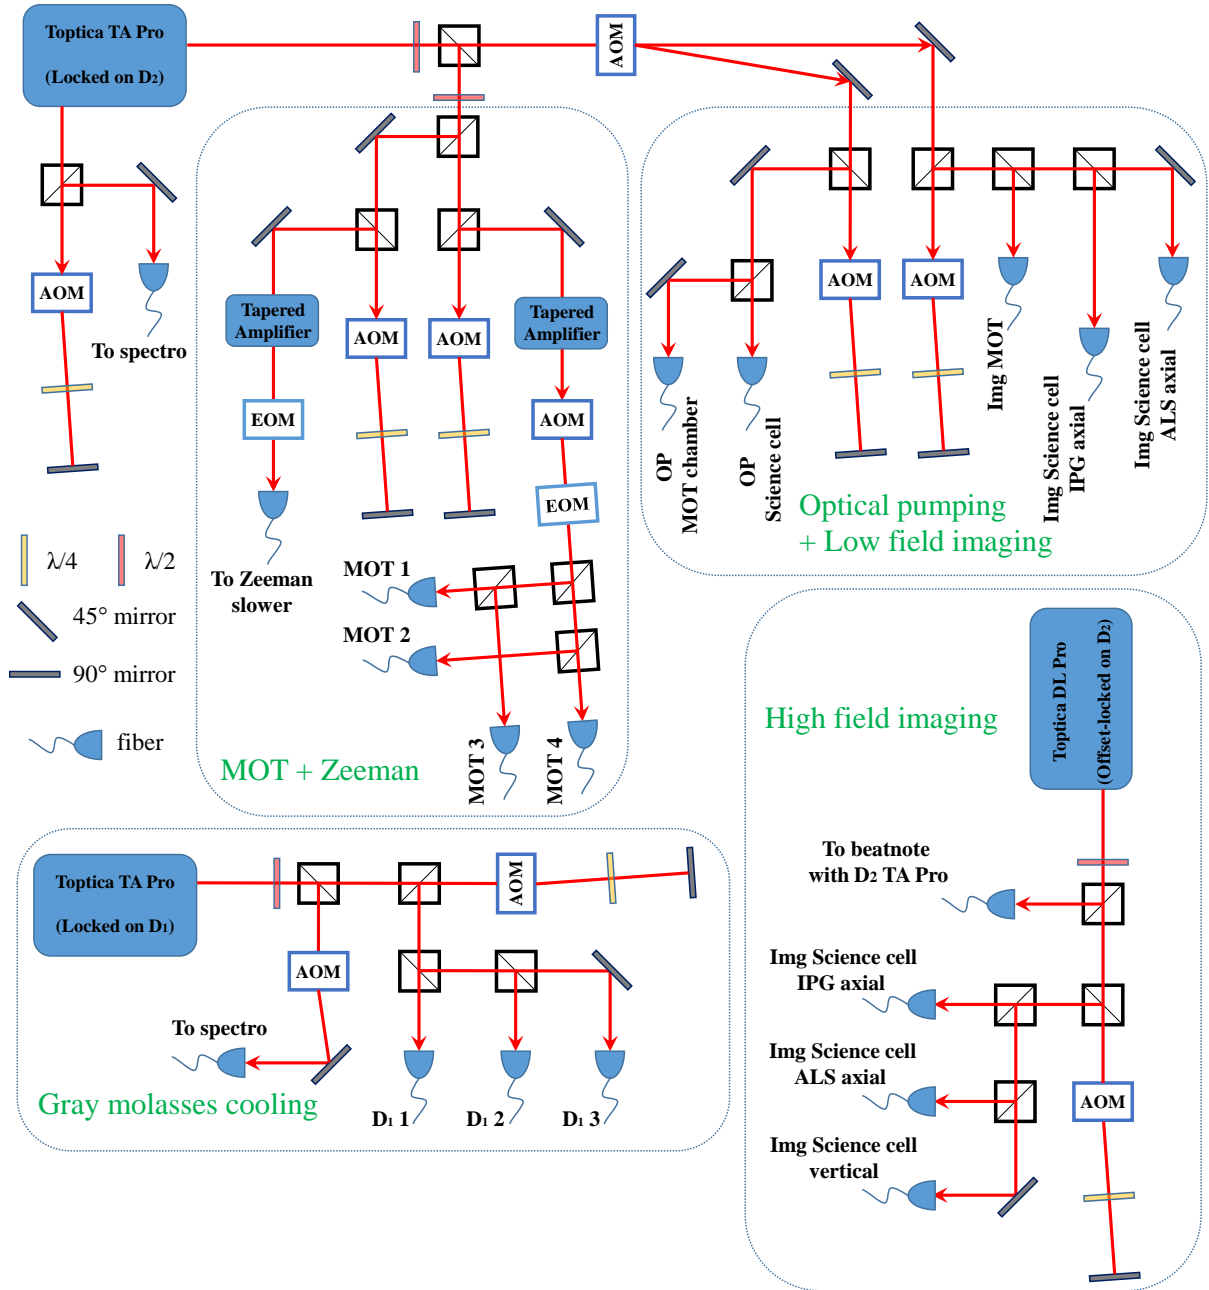 Toptica TA Pro
(Locked on D2)
AOM
AOM
To spectro
Tapered
Amplifier
AOM
AOM
Tapered
Amplifier
EOM
AOM
EOM
To Zeeman
slower
MOT 1
MOT 2
MOT 3
MOT 4
MOT + Zeeman
AOM
AOM
OP
MOT chamber
OP
Science cell
Img MOT
Img Science cell
IPG axial
Img Science cell
ALS axial
Optical pumping
+ Low field imaging
λ/4
λ/2
45° mirror
90° mirror
fiber
Toptica TA Pro
(Locked on D1)
AOM
AOM
To spectro
D1 1
D1 2
D1 3
Gray molasses cooling
Toptica DL Pro
(Offset-locked on D2)
High field imaging
To beatnote
with D2 TA Pro
Img Science cell
IPG axial
Img Science cell
ALS axial
AOM
Img Science cell
vertical